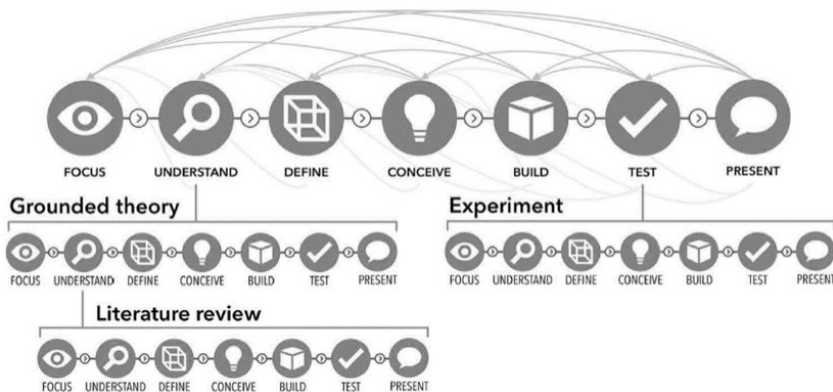 FOCUS UNDERSTAND DEFINE CONCEIVE BUILD TEST PRESENT
Grounded theory
FOCUS UNDERSTAND DEFINE CONCEIVE BUILD TEST PRESENT
Experiment
FOCUS UNDERSTAND DEFINE CONCEIVE BUILD TEST PRESENT
Literature review
FOCUS UNDERSTAND DEFINE CONCEIVE BUILD TEST PRESENT